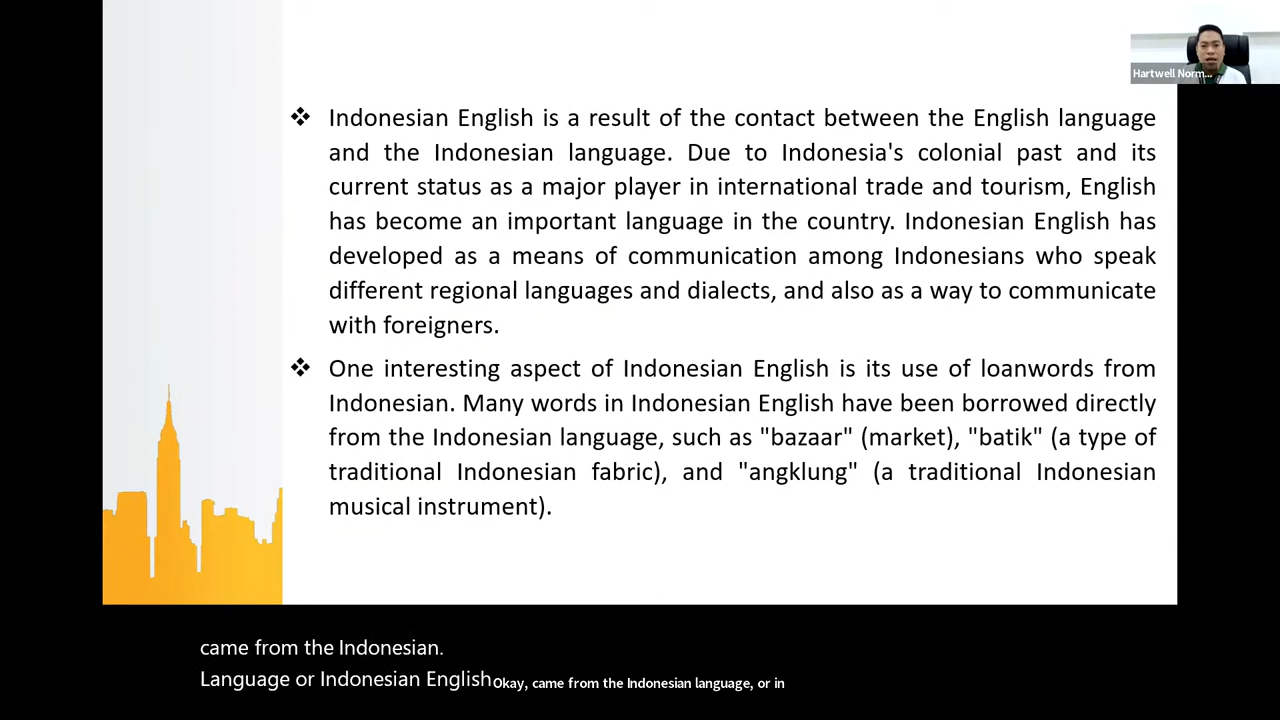 Hartwell Norm...
❖ Indonesian English is a result of the contact between the English language
and the Indonesian language. Due to Indonesia's colonial past and its
current status as a major player in international trade and tourism, English
has become an important language in the country. Indonesian English has
developed as a means of communication among Indonesians who speak
different regional languages and dialects, and also as a way to communicate
with foreigners.
❖ One interesting aspect of Indonesian English is its use of loanwords from
Indonesian. Many words in Indonesian English have been borrowed directly
from the Indonesian language, such as "bazaar" (market), "batik" (a type of
traditional Indonesian fabric), and "angklung" (a traditional Indonesian
musical instrument).
came from the Indonesian.
Language or Indonesian English.Okay, came from the Indonesian language, or in